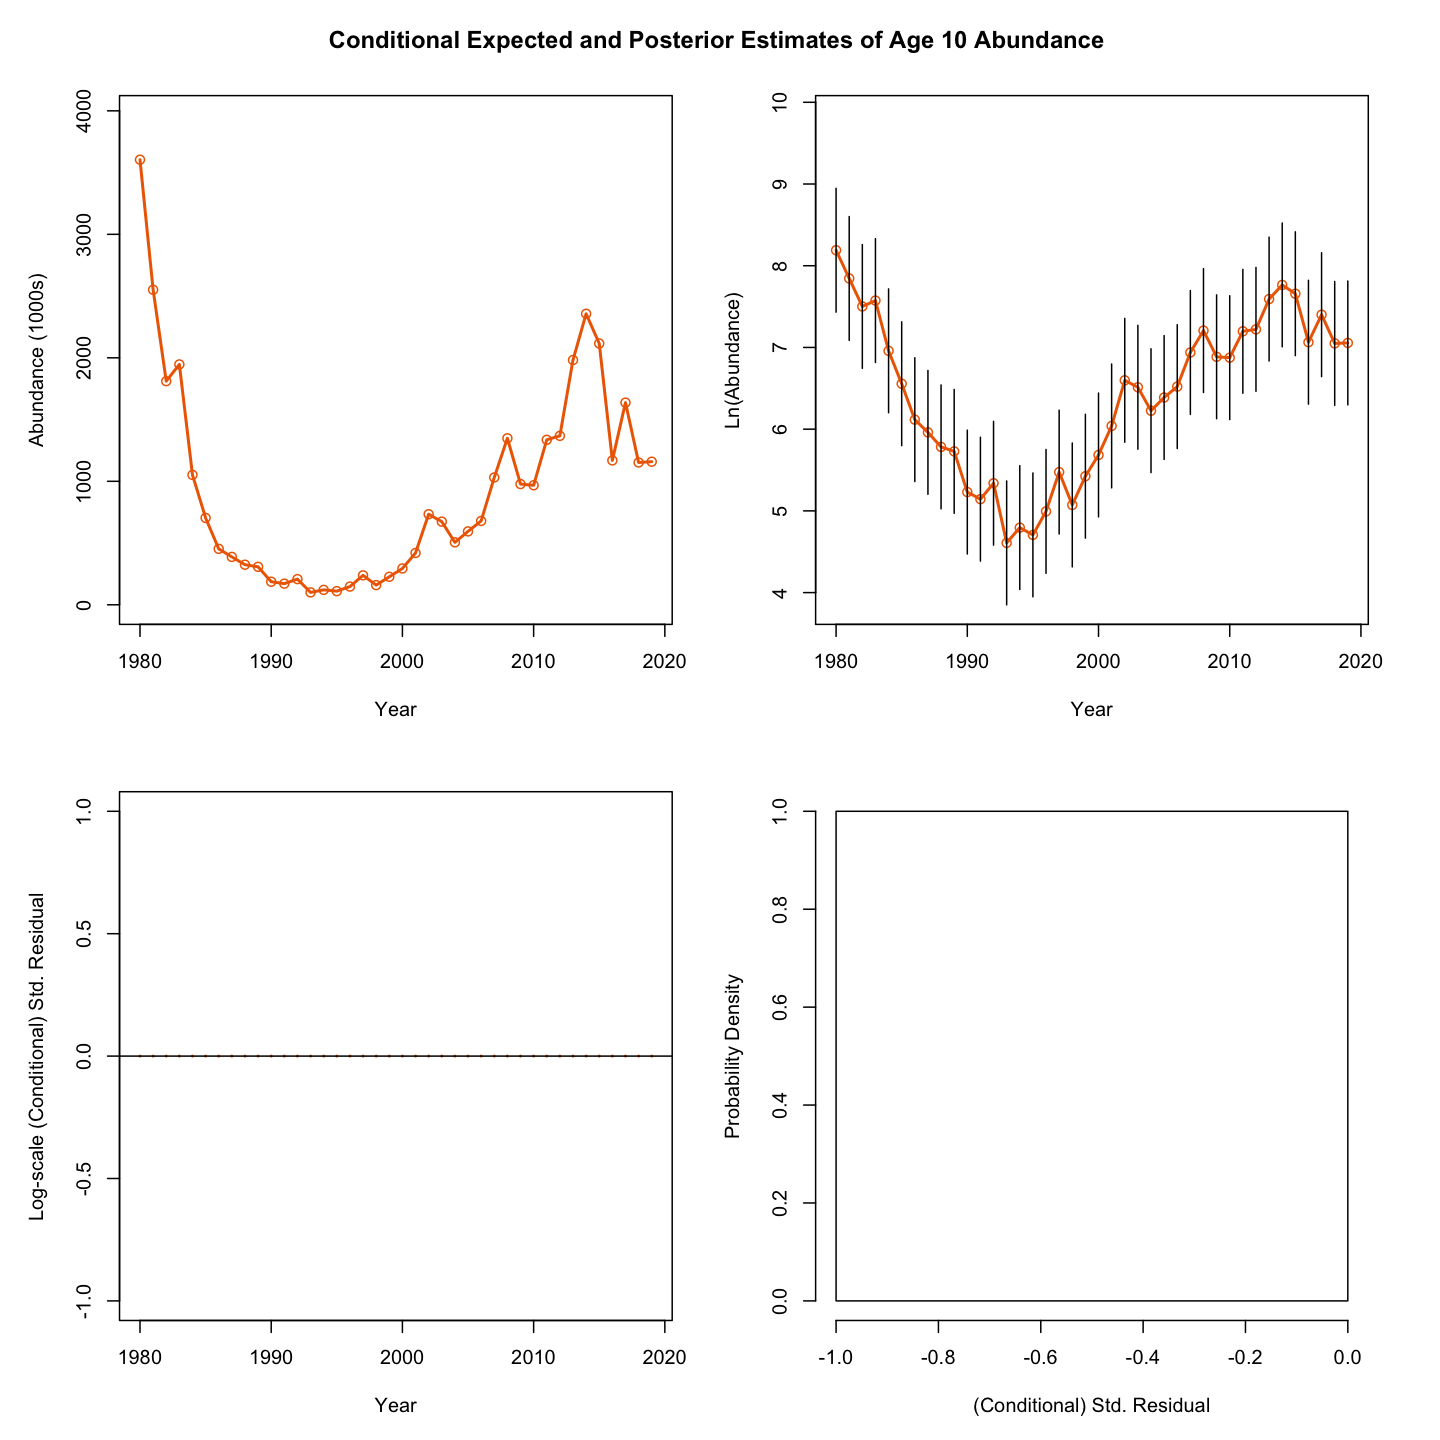 Conditional Expected and Posterior Estimates of Age 10 Abundance
Abundance (1000s)
4000
3000
2000
1000
0
1980 1990 2000 2010 2020
Year
Ln(Abundance)
10
9
8
7
6
5
4
1980 1990 2000 2010 2020
Year
Log-scale (Conditional) Std. Residual
1.0
0.5
0.0
-0.5
-1.0
1980 1990 2000 2010 2020
Year
Probability Density
1.0
0.8
0.6
0.4
0.2
0.0
-1.0 -0.8 -0.6 -0.4 -0.2 0.0
(Conditional) Std. Residual